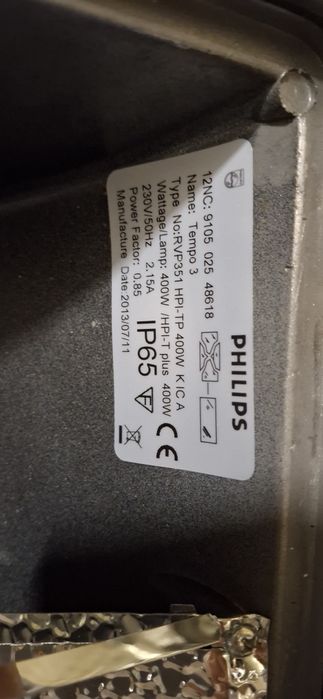 PHILIPS
12NC: 9105 025 48618
Name: Tempo 3
Type No:RVP351 HPI-TP 400W K IC A
Wattage/Lamp: 400W /HPI-T plus 400W
230V/50Hz 2.15A
Power Factor: 0.85
Manufacture Date:2013/07/11
IP65 F CE